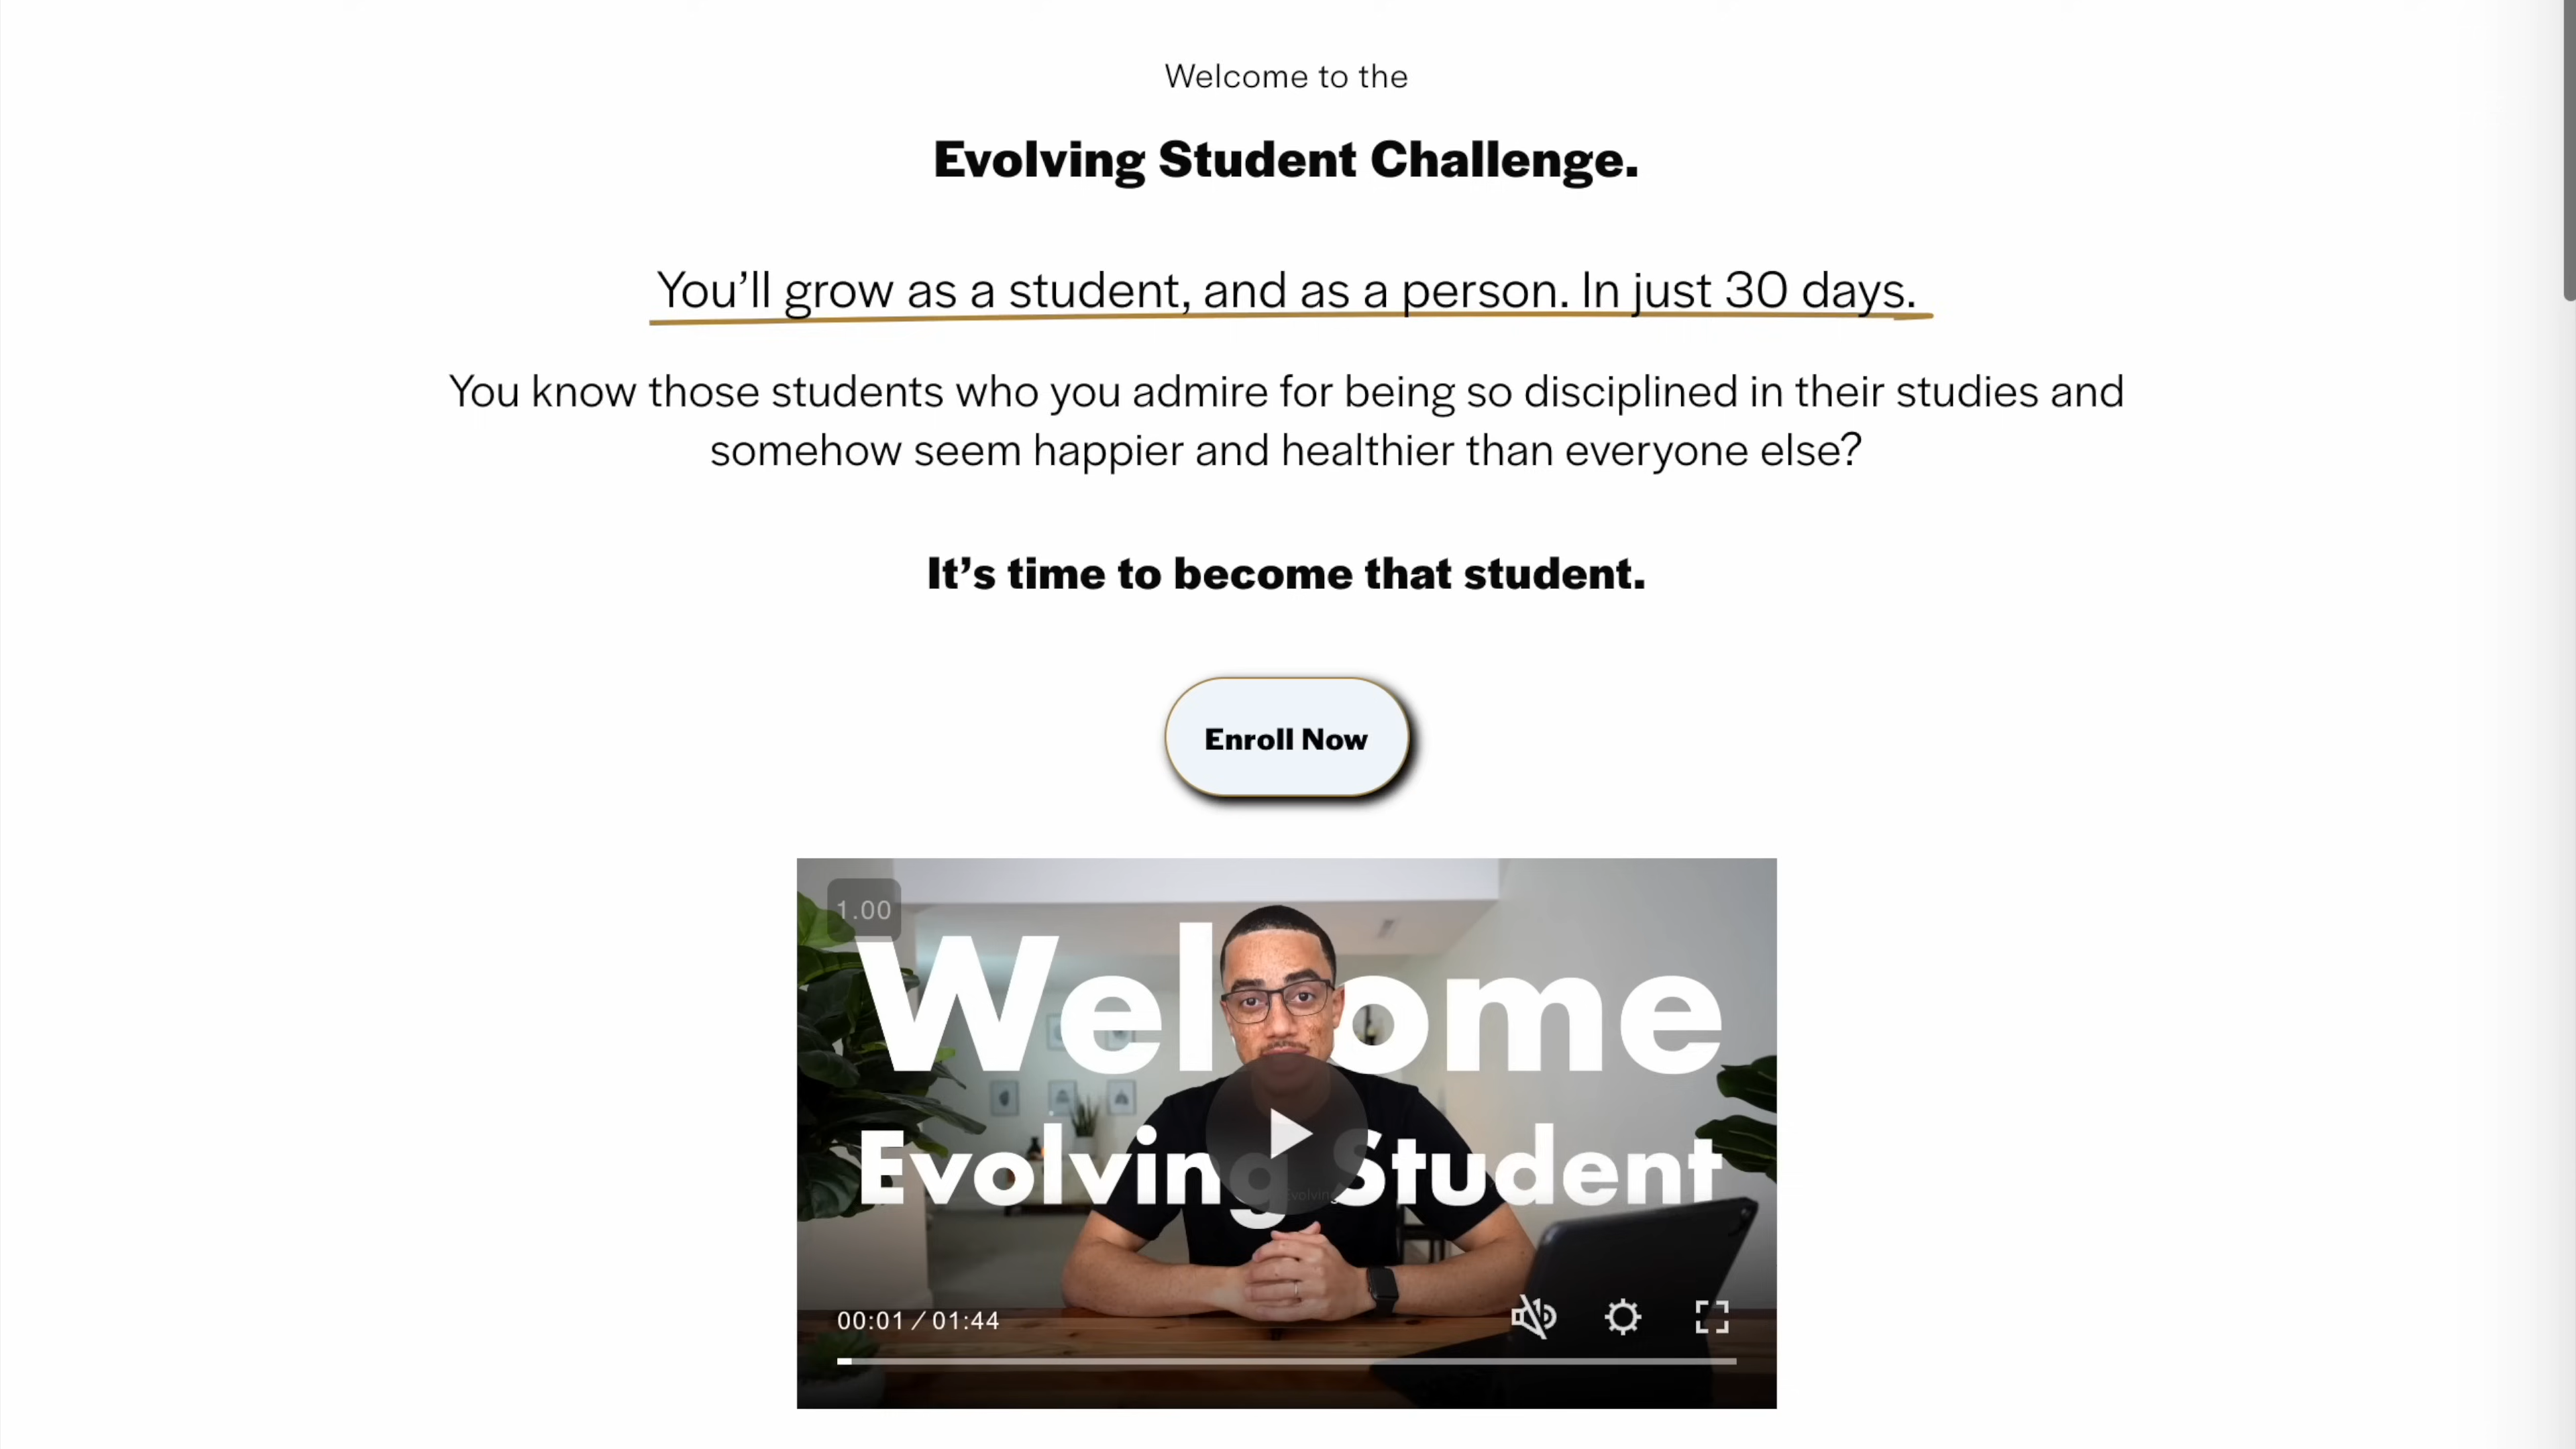 Welcome to the
Evolving Student Challenge.
You’ll grow as a student, and as a person. In just 30 days.
You know those students who you admire for being so disciplined in their studies and
somehow seem happier and healthier than everyone else?
It’s time to become that student.
Enroll Now
1.00
Wel ome
Evolving Student
Evolving
00:01 / 01:44